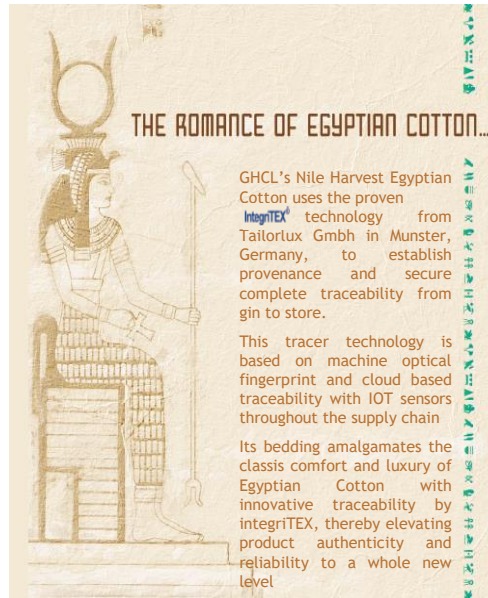 THE ROMANCE OF EGYPTIAN COTTON...
GHCL's Nile Harvest Egyptian
Cotton uses the proven
IntegriTEX® technology from
Tailorlux Gmbh in Munster,
Germany, to establish
provenance and secure
complete traceability from
gin to store.
This tracer technology is
based on machine optical
fingerprint and cloud based
traceability with IOT sensors
throughout the supply chain
Its bedding amalgamates the
classis comfort and luxury of
Egyptian Cotton with
innovative traceability by
integriTEX, thereby elevating
product authenticity and
reliability to a whole new
level